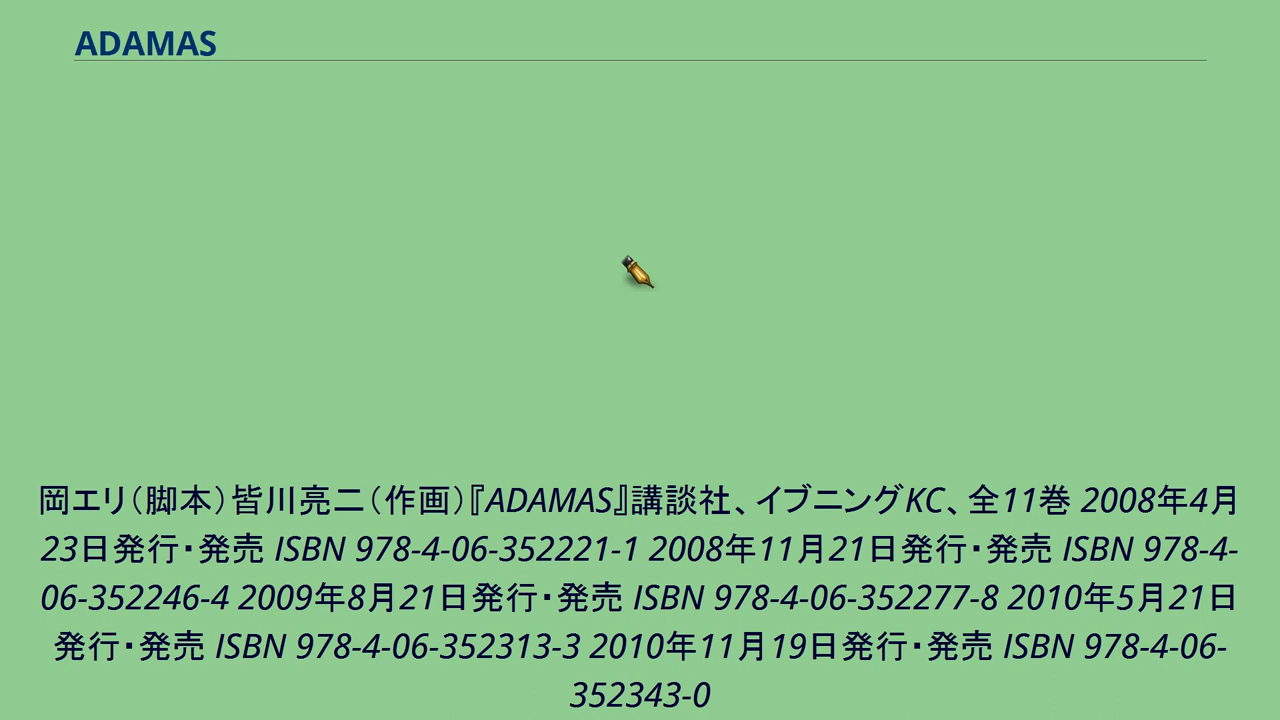 ADAMAS
岡エリ（脚本）皆川亮二（作画）『ADAMAS』講談社、イブニングKC、全11巻 2008年4月
23日発行・発売 ISBN 978-4-06-352221-1 2008年11月21日発行・発売 ISBN 978-4-
06-352246-4 2009年8月21日発行・発売 ISBN 978-4-06-352277-8 2010年5月21日
発行・発売 ISBN 978-4-06-352313-3 2010年11月19日発行・発売 ISBN 978-4-06-
352343-0